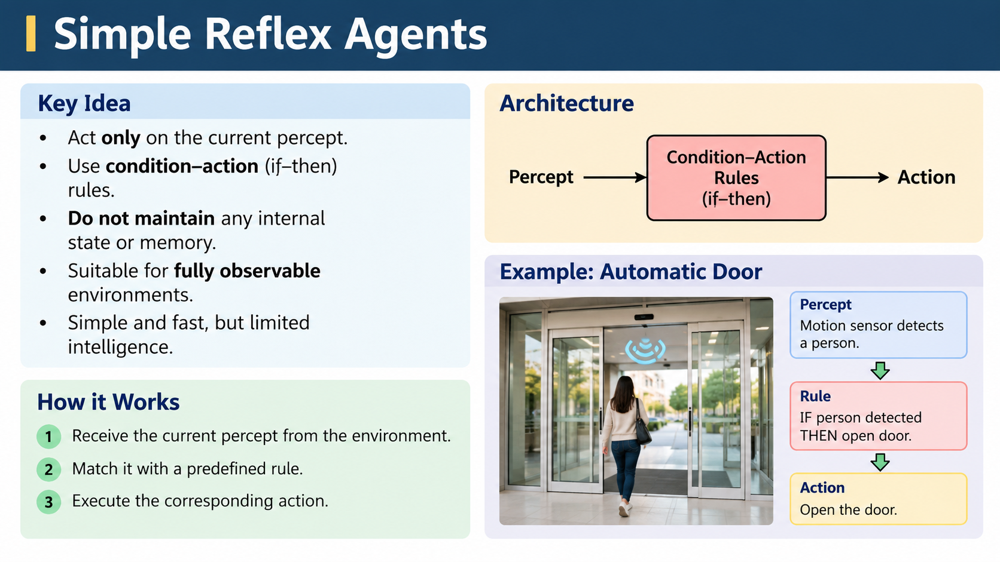 Simple Reflex Agents
Key Idea
• Act only on the current percept.
• Use condition–action (if–then)
rules.
• Do not maintain any internal
state or memory.
• Suitable for fully observable
environments.
• Simple and fast, but limited
intelligence.
How it Works
1 Receive the current percept from the environment.
2 Match it with a predefined rule.
3 Execute the corresponding action.
Architecture
Percept
Condition–Action
Rules
(if–then)
Action
Example: Automatic Door
Percept
Motion sensor detects
a person.
Rule
IF person detected
THEN open door.
Action
Open the door.